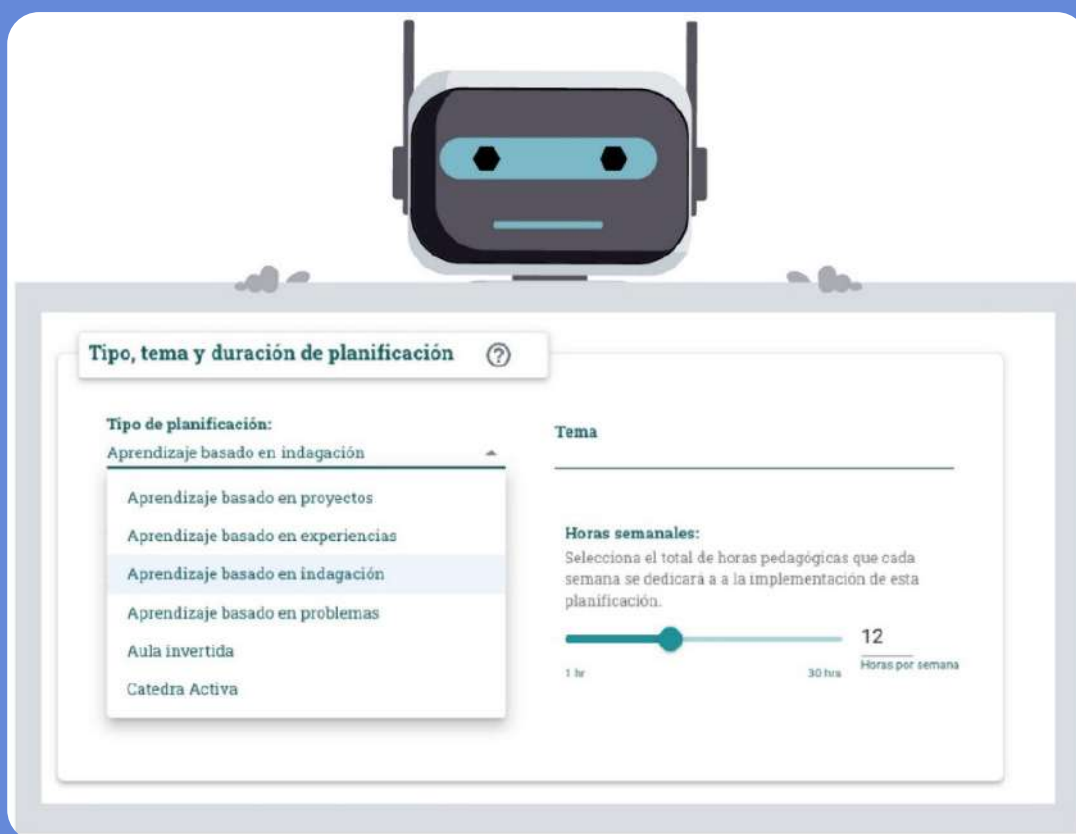 Tipo, tema y duración de planificación
Tipo de planificación:
Aprendizaje basado en indagación
Aprendizaje basado en proyectos
Aprendizaje basado en experiencias
Aprendizaje basado en indagación
Aprendizaje basado en problemas
Aula invertida
Catedra Activa
Tema
Horas semanales:
Selecciona el total de horas pedagógicas que cada
semana se dedicará a a la implementación de esta
planificación.
12
1 hr
30 hrs
Horas por semana